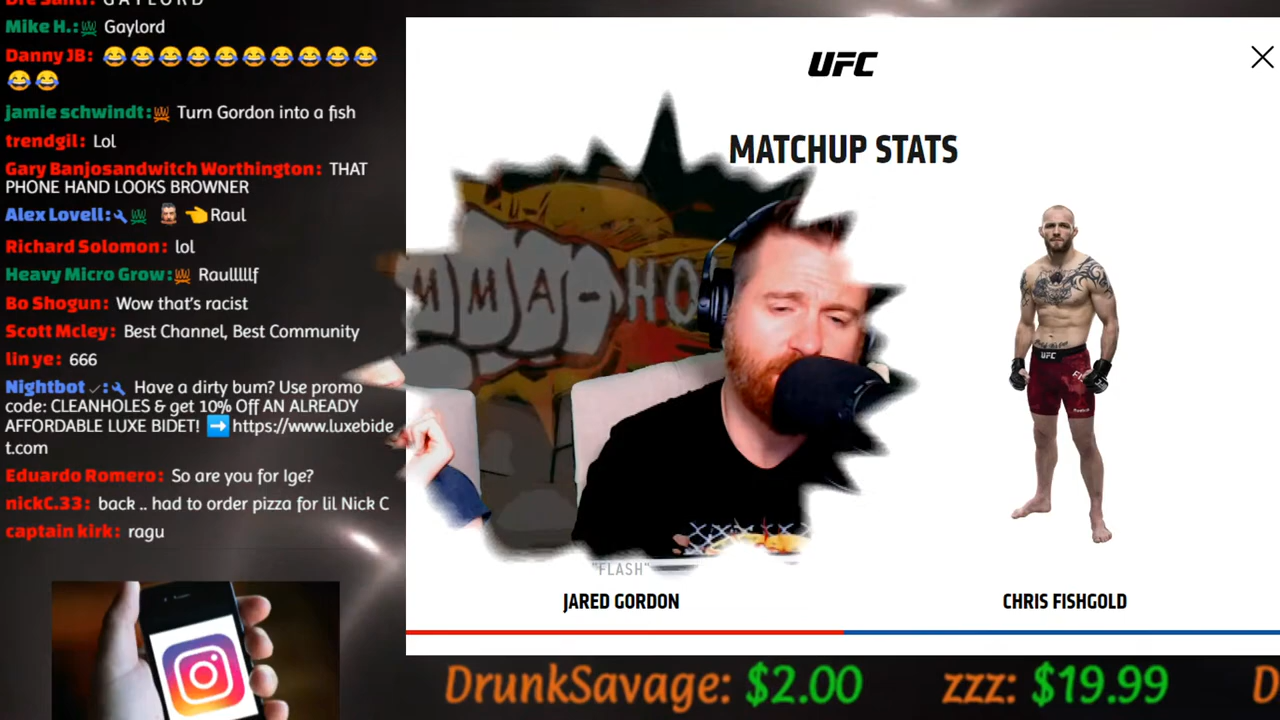 Mike H.: Gaylord
Danny JB: 😂😂😂😂😂😂😂😂😂😂
😂😂
jamie schwindt: Turn Gordon into a fish
trendgil: Lol
Gary Banjosandwitch Worthington: THAT
PHONE HAND LOOKS BROWNER
Alex Lovell: 👈Raul
Richard Solomon: lol
Heavy Micro Grow: Raulllllf
Bo Shogun: Wow that's racist
Scott Mcley: Best Channel, Best Community
lin ye: 666
Nightbot ✓: Have a dirty bum? Use promo
code: CLEANHOLES & get 10% Off AN ALREADY
AFFORDABLE LUXE BIDET! ➡️ https://www.luxebide
t.com
Eduardo Romero: So are you for Ige?
nickC.33: back .. had to order pizza for lil Nick C
captain kirk: ragu
UFC
MATCHUP STATS
MMA-HO
UFC
"FLASH"
JARED GORDON
CHRIS FISHGOLD
DrunkSavage: $2.00 zzz: $19.99 D